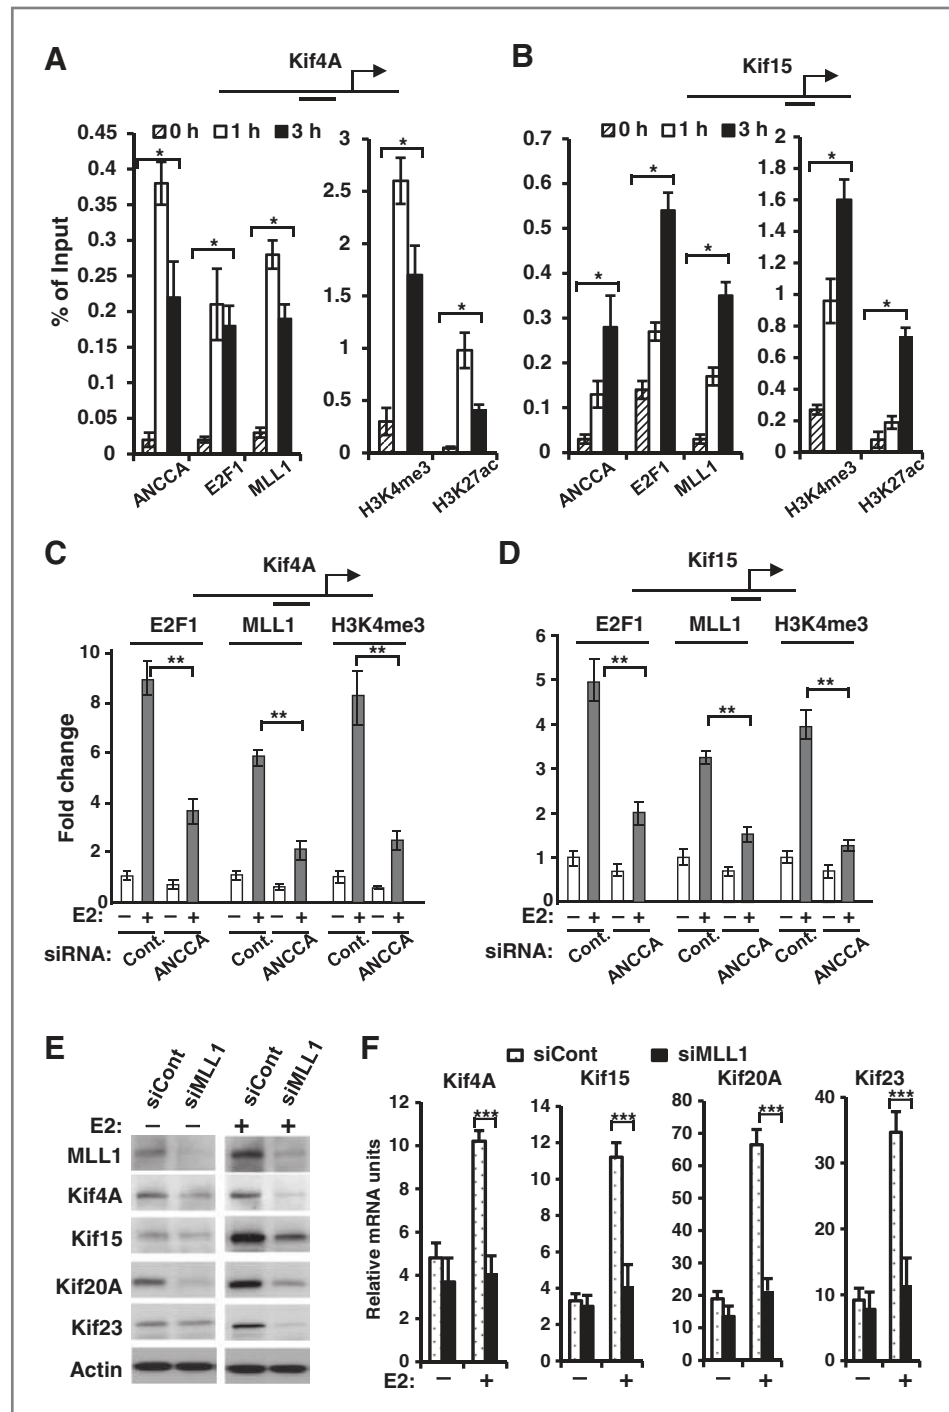 A
Kif4A
0 h 1 h 3 h
% of Input
0.45
0.4
0.35
0.3
0.25
0.2
0.15
0.1
0.05
0
* * *
ANCCA E2F1 MLL1
3
2.5
2
1.5
1
0.5
0
* *
H3K4me3 H3K27ac
B
Kif15
0 h 1 h 3 h
0.7
0.6
0.5
0.4
0.3
0.2
0.1
0
* * *
ANCCA E2F1 MLL1
2
1.8
1.6
1.4
1.2
1
0.8
0.6
0.4
0.2
0
* *
H3K4me3 H3K27ac
C
Kif4A
E2F1 MLL1 H3K4me3
Fold change
10
8
6
4
2
0
** ** **
E2: − + − + − + − + − + − +
siRNA: Cont. ANCCA Cont. ANCCA Cont. ANCCA
D
Kif15
E2F1 MLL1 H3K4me3
6
5
4
3
2
1
0
** ** **
E2: − + − + − + − + − + − +
siRNA: Cont. ANCCA Cont. ANCCA Cont. ANCCA
E
siCont siMLL1 siCont siMLL1
E2: − − + +
MLL1
Kif4A
Kif15
Kif20A
Kif23
Actin
F
siCont siMLL1
Relative mRNA units
Kif4A
12
10
8
6
4
2
0
***
E2: − +
Kif15
14
12
10
8
6
4
2
0
***
− +
Kif20A
80
70
60
50
40
30
20
10
0
***
− +
Kif23
40
30
20
10
0
***
− +